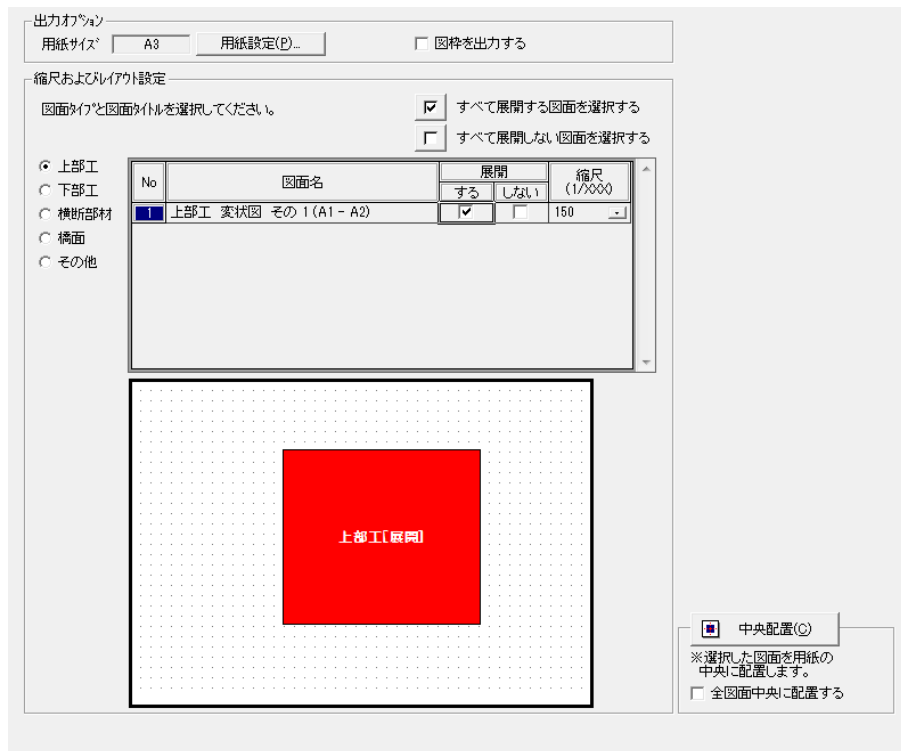 出力ｵﾌﾟｼｮﾝ
用紙ｻｲｽﾞ A3 用紙設定(P)... 図枠を出力する
縮尺およびﾚｲｱｳﾄ設定
図面ﾀｲﾌﾟと図面ﾀｲﾄﾙを選択してください。
すべて展開する図面を選択する
すべて展開しない図面を選択する
上部工
下部工
横断部材
橋面
その他
No 図面名 展開 縮尺
する しない (1/XXX)
1 上部工 変状図 その 1(A1 - A2) 150
上部工[展開]
中央配置(C)
※選択した図面を用紙の
中央に配置します。
全図面中央に配置する